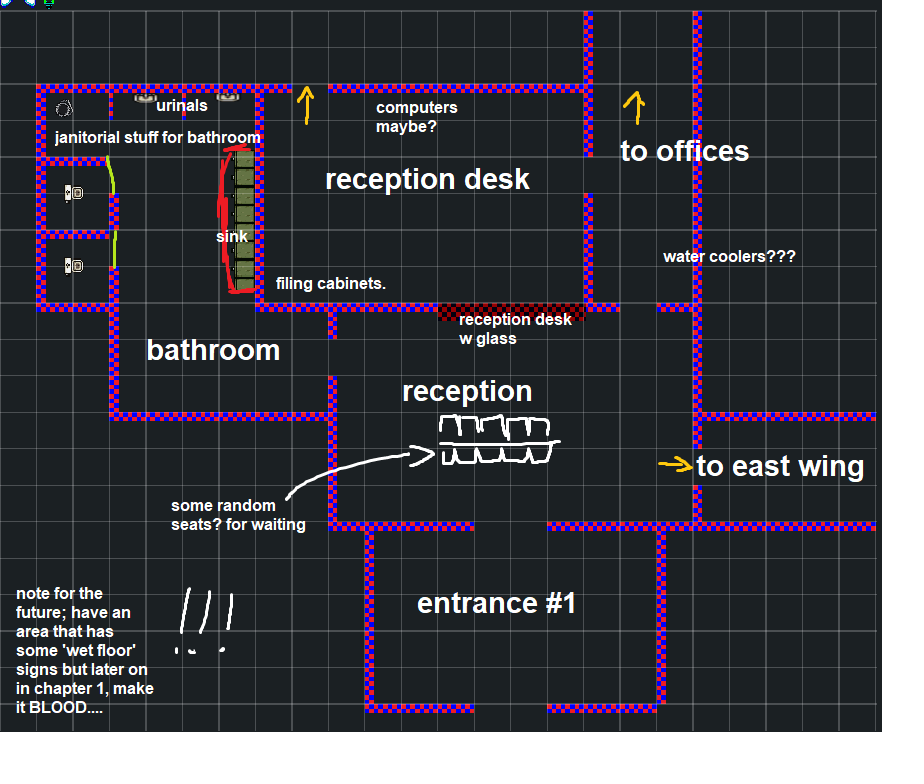 urinals
janitorial stuff for bathroom
computers
maybe?
to offices
reception desk
sink
water coolers???
filing cabinets.
reception desk
w glass
bathroom
reception
to east wing
some random
seats? for waiting
entrance #1
note for the
future; have an
area that has
some 'wet floor'
signs but later on
in chapter 1, make
it BLOOD....
!!!